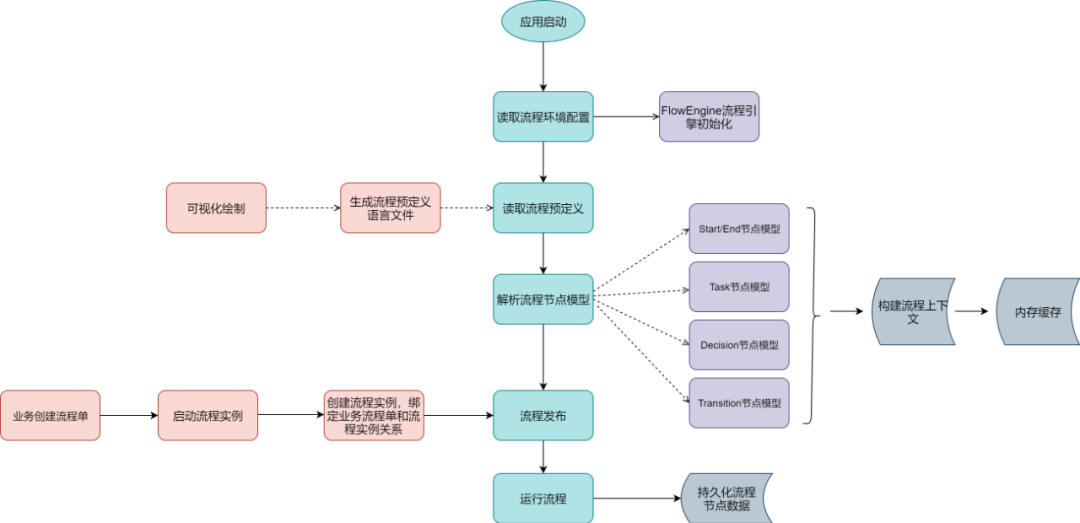 应用启动
读取流程环境配置
FlowEngine流程引
擎初始化
可视化绘制
生成流程预定义
语言文件
读取流程预定义
Start/End节点模型
解析流程节点模型
Task节点模型
构建流程上下
文
内存缓存
Decision节点模型
Transition节点模型
业务创建流程单
启动流程实例
创建流程实例，绑
定业务流程单和流
程实例关系
流程发布
运行流程
持久化流程
节点数据